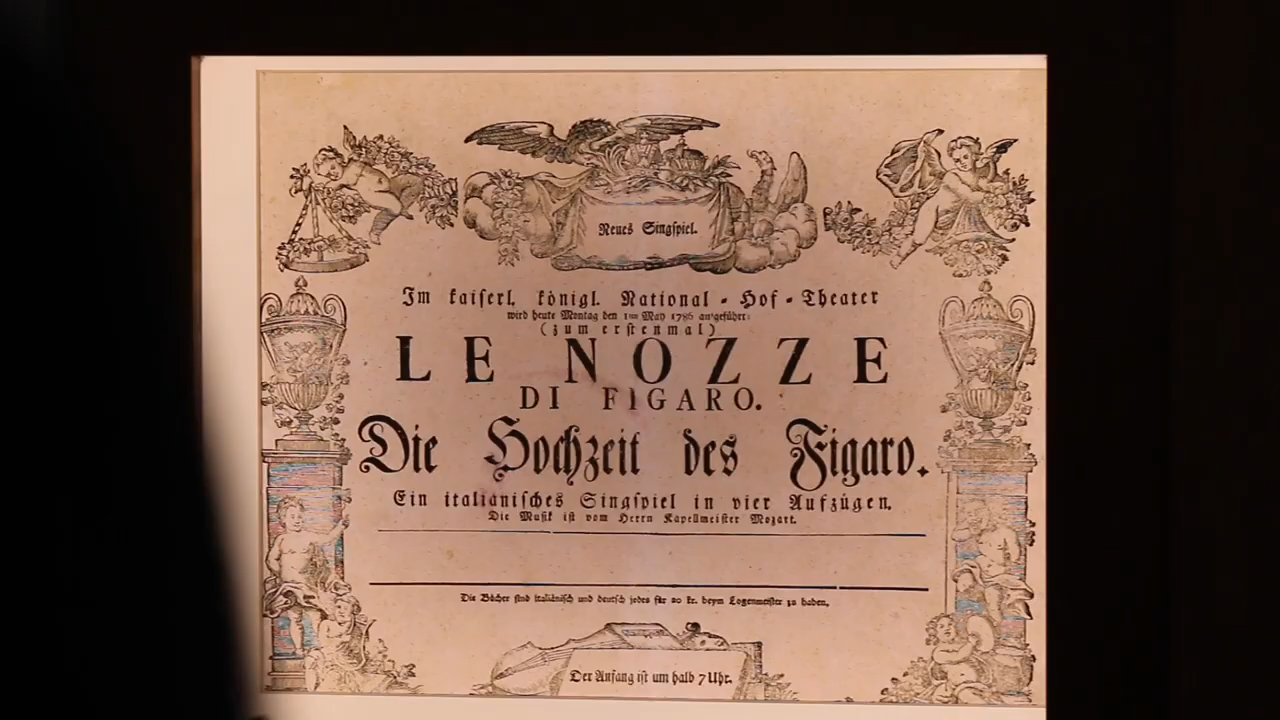 Neues Singspiel.
Im kaiserl. königl. National-Hof-Theater
wird heute Montag den 1ten May 1786 aufgeführt:
(zum erstenmal)
LE NOZZE
DI FIGARO.
Die Hochzeit des Figaro.
Ein italiänisches Singspiel in vier Aufzügen.
Die Musik ist vom Herrn Kapellmeister Mozart.
Die Bücher sind italiänisch und deutsch jedes für 20 kr. beym Logenmeister zu haben.
Der Anfang ist um halb 7 Uhr.